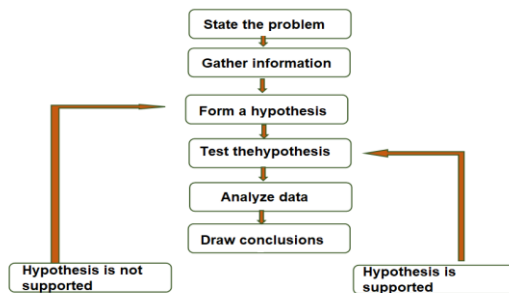 State the problem
Gather information
Form a hypothesis
Test thehypothesis
Analyze data
Draw conclusions
Hypothesis is not
supported
Hypothesis is
supported